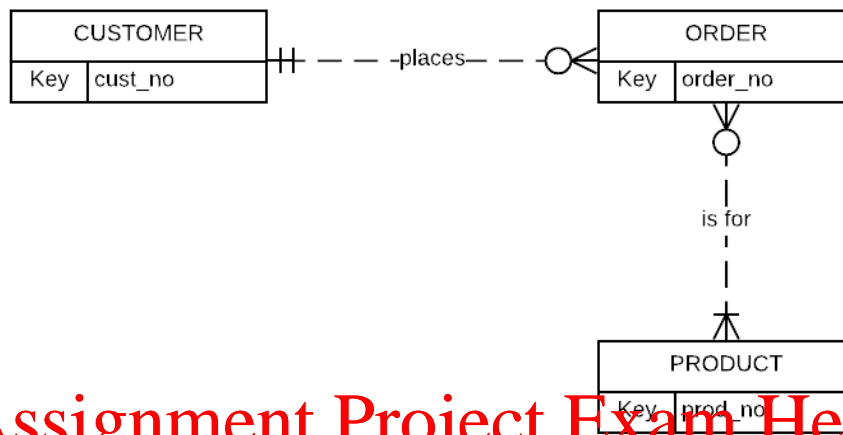 CUSTOMER
Key cust_no
places
ORDER
Key order_no
is for
PRODUCT
Key prod_no
Assignment Project Exam He